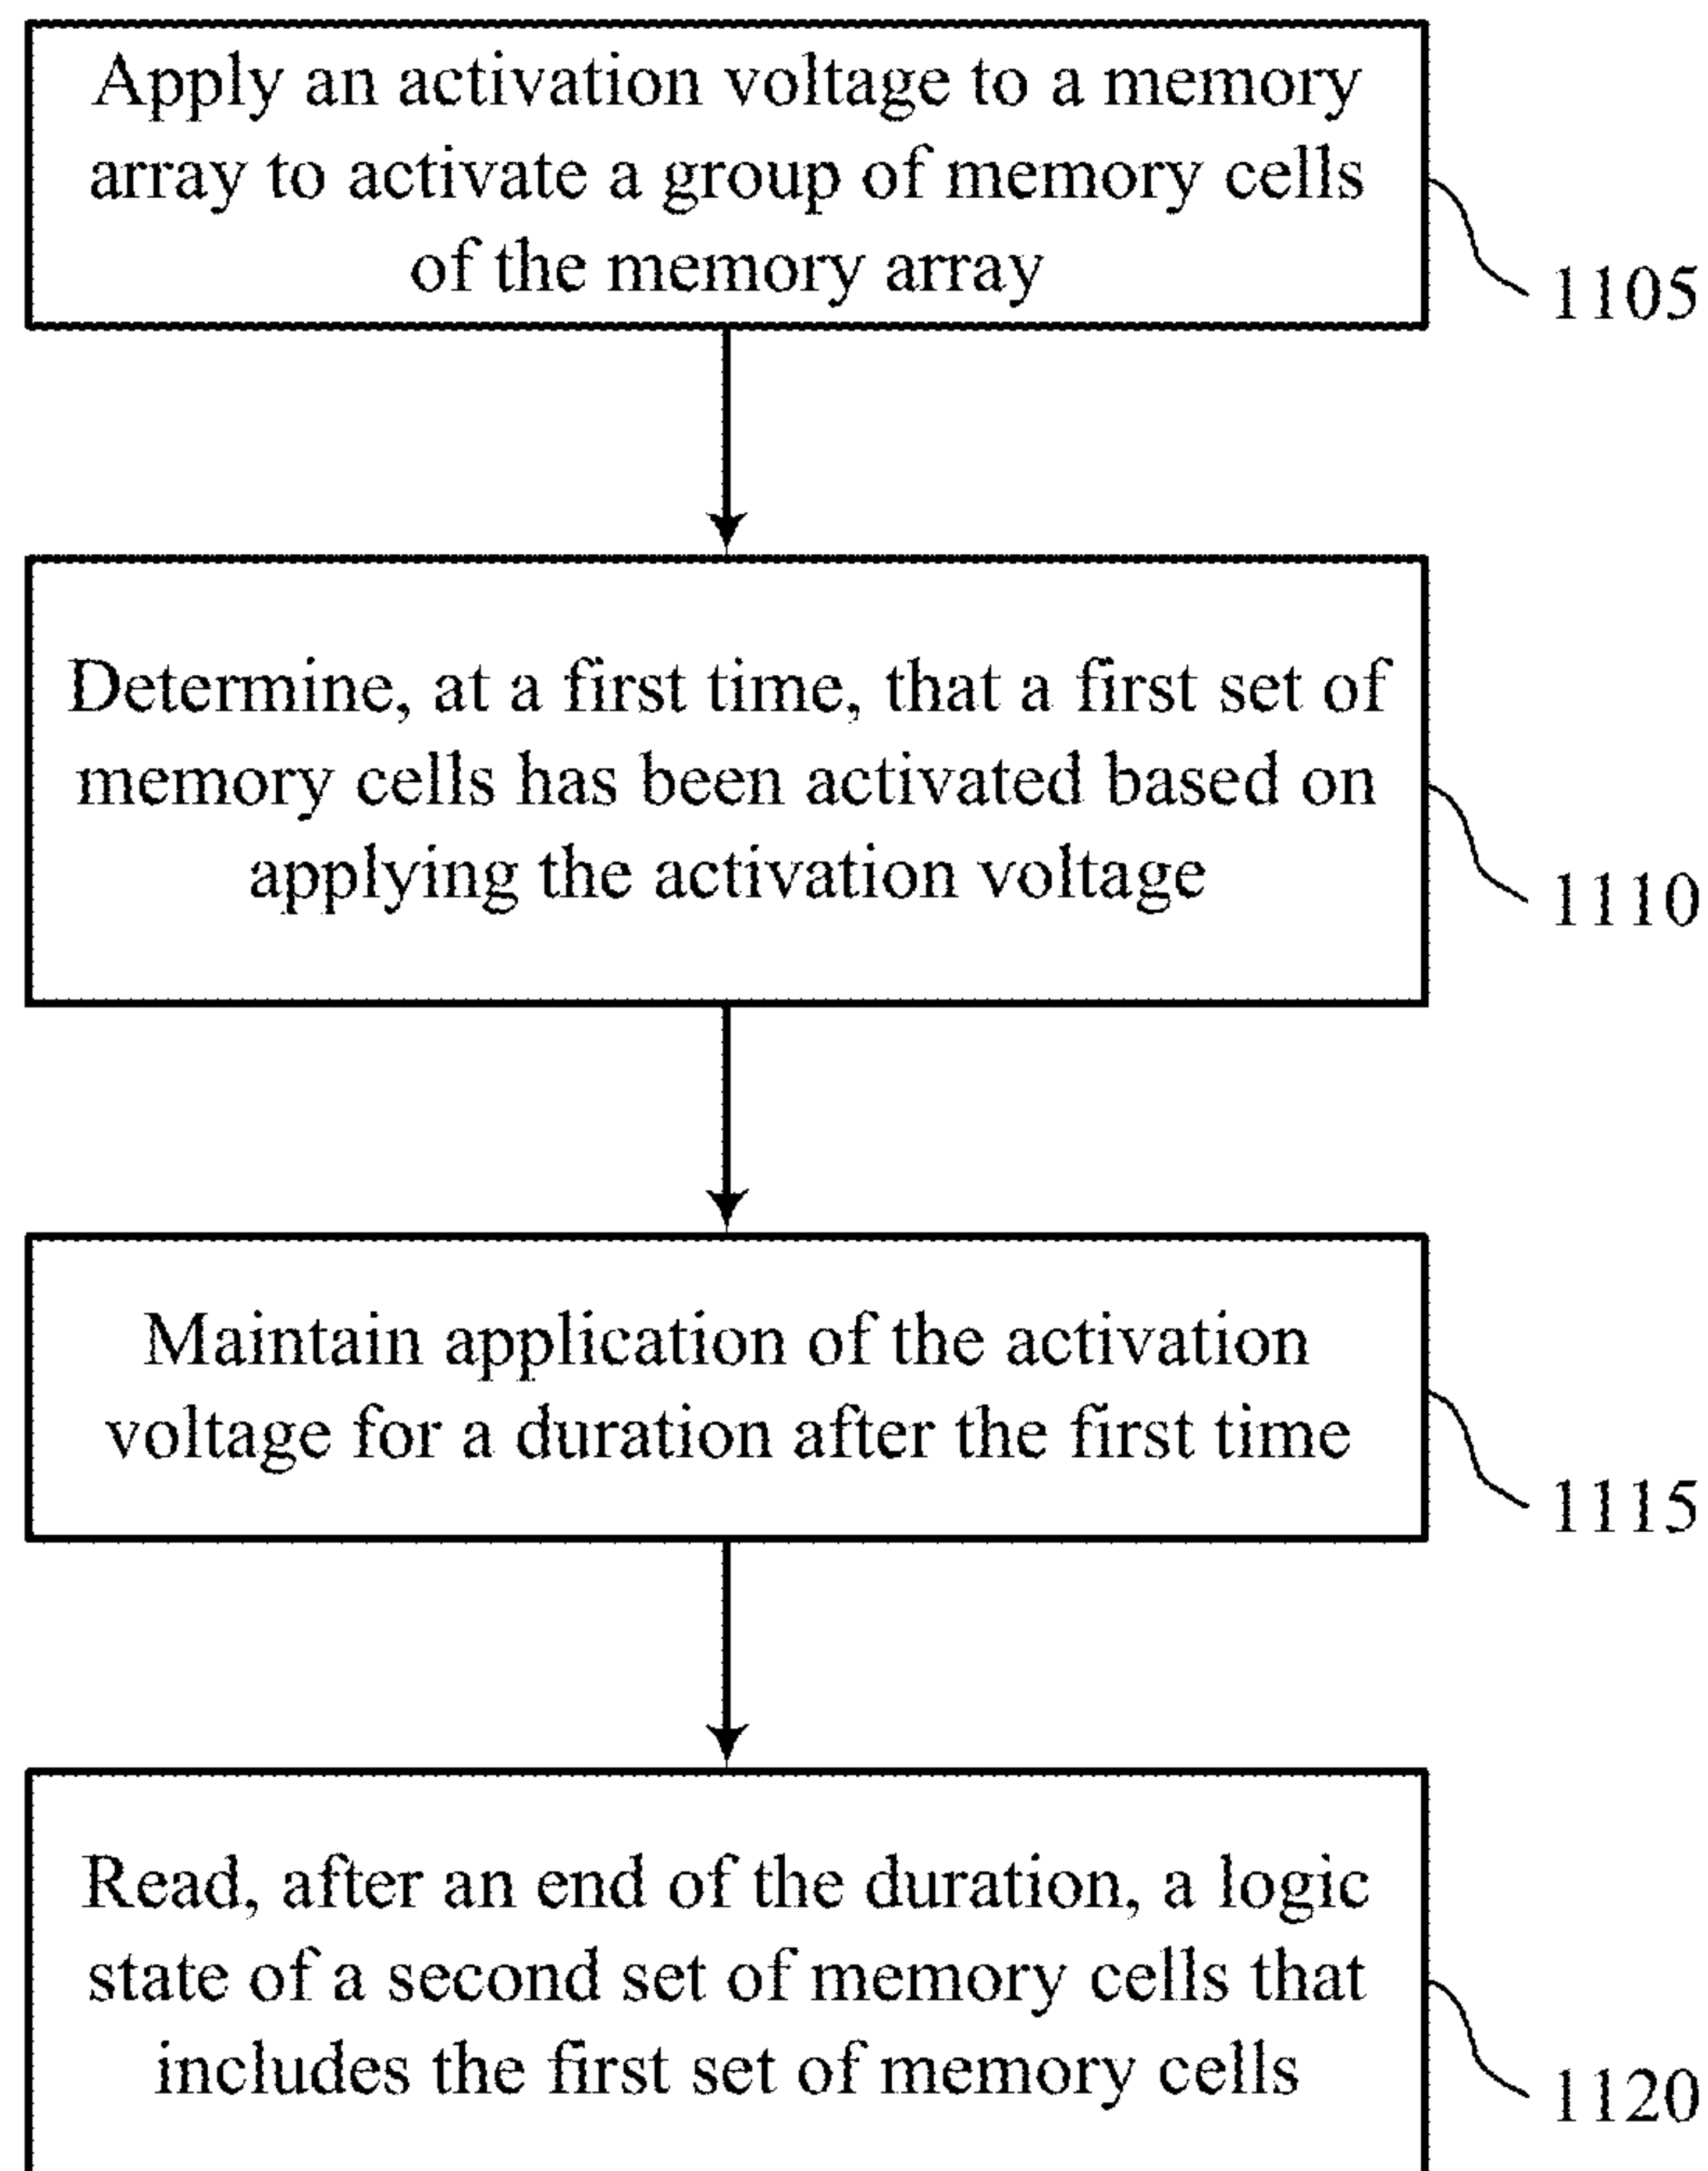 Apply an activation voltage to a memory
array to activate a group of memory cells
of the memory array
1105
Determine, at a first time, that a first set of
memory cells has been activated based on
applying the activation voltage
1110
Maintain application of the activation
voltage for a duration after the first time
1115
Read, after an end of the duration, a logic
state of a second set of memory cells that
includes the first set of memory cells
1120